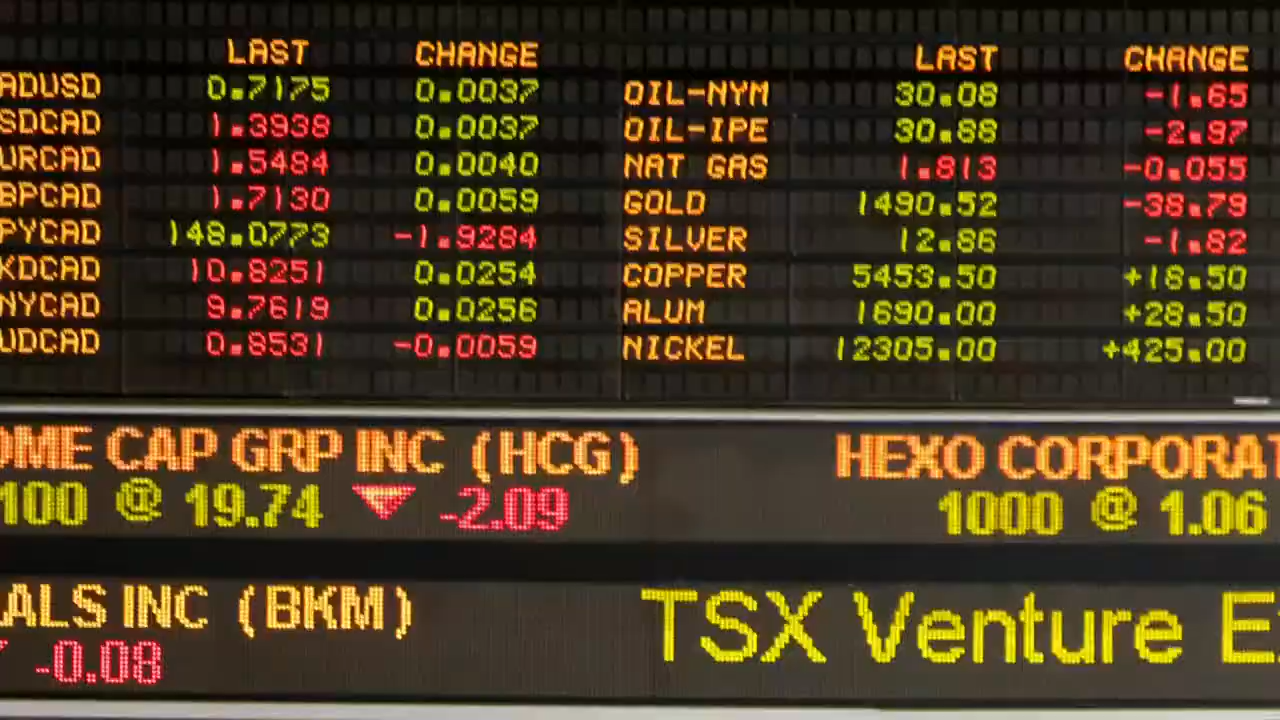 LAST CHANGE LAST CHANGE
ADUSD 0.7175 0.0037 OIL-NYM 30.08 -1.65
SDCAD 1.3938 0.0037 OIL-IPE 30.68 -2.97
URCAD 1.5484 0.0040 NAT GAS 1.813 -0.055
BPCAD 1.7130 0.0059 GOLD 1490.52 -38.79
PYCAD 148.0773 -1.9284 SILVER 12.86 -1.82
KDCAD 10.8251 0.0254 COPPER 5453.50 +18.50
NYCAD 9.7619 0.0256 ALUM 1690.00 +28.50
UDCAD 0.8531 -0.0059 NICKEL 12305.00 +425.00
OME CAP GRP INC (HCG) HEXO CORPORAT
100 @ 19.74 -2.09 1000 @ 1.06
ALS INC (BKM) TSX Venture E
-0.08